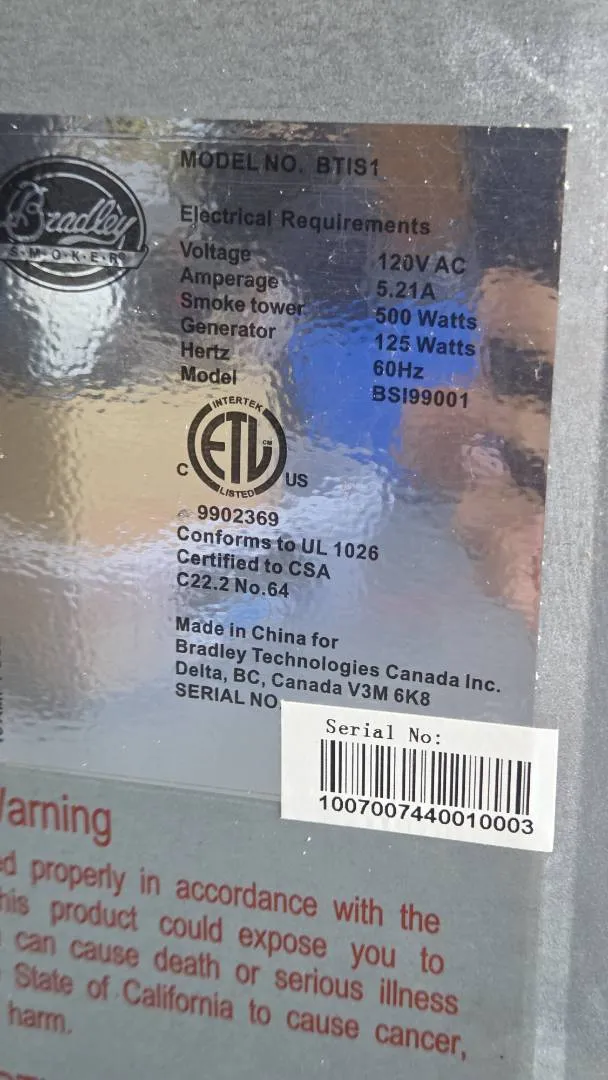 Bradley
S·M·O·K·E·R
MODEL NO. BTIS1
Electrical Requirements
Voltage 120V AC
Amperage 5.21A
Smoke tower 500 Watts
Generator 125 Watts
Hertz 60Hz
Model BSI99001
INTERTEK
ETL CM
C US
LISTED
9902369
Conforms to UL 1026
Certified to CSA
C22.2 No.64
Made in China for
Bradley Technologies Canada Inc.
Delta, BC, Canada V3M 6K8
SERIAL NO.
Serial No:
1007007440010003
arning
d properly in accordance with the
his product could expose you to
can cause death or serious illness
State of California to cause cancer,
harm.